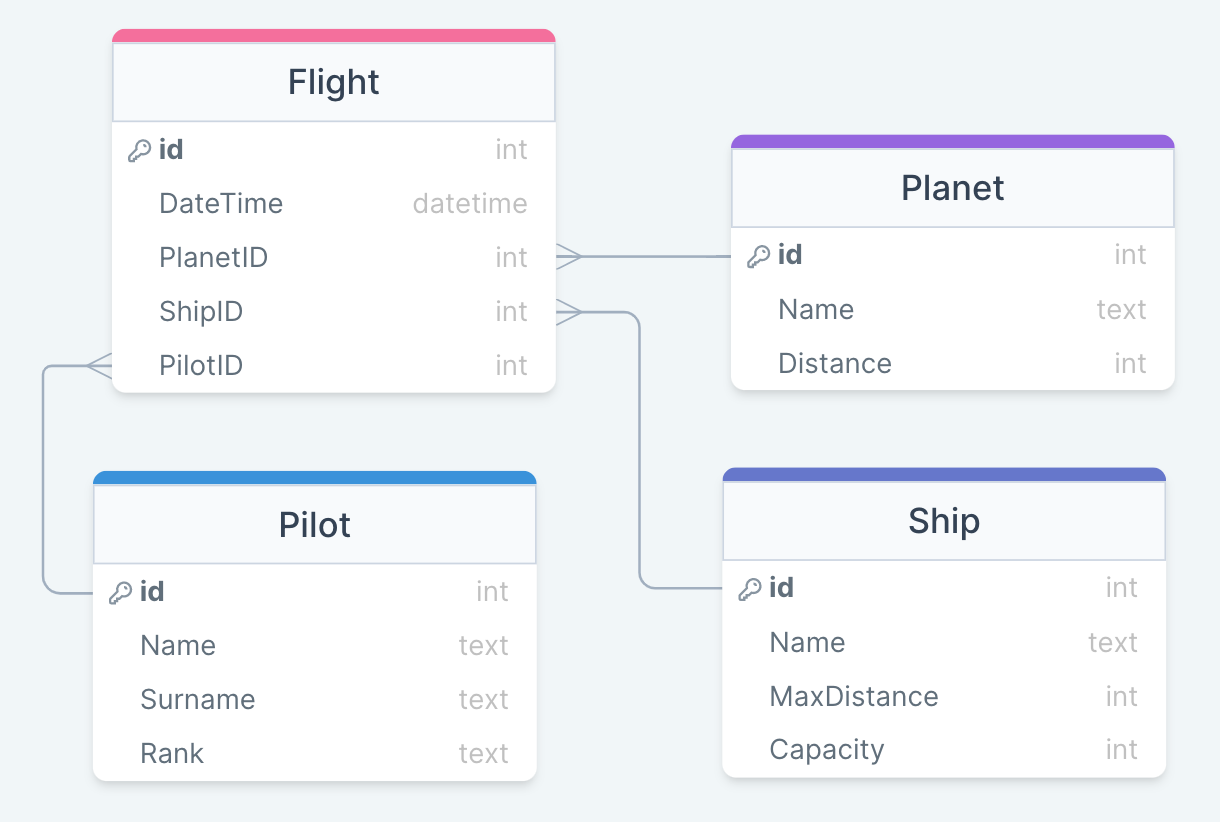 Flight
id int
DateTime datetime
PlanetID int
ShipID int
PilotID int
Planet
id int
Name text
Distance int
Pilot
id int
Name text
Surname text
Rank text
Ship
id int
Name text
MaxDistance int
Capacity int